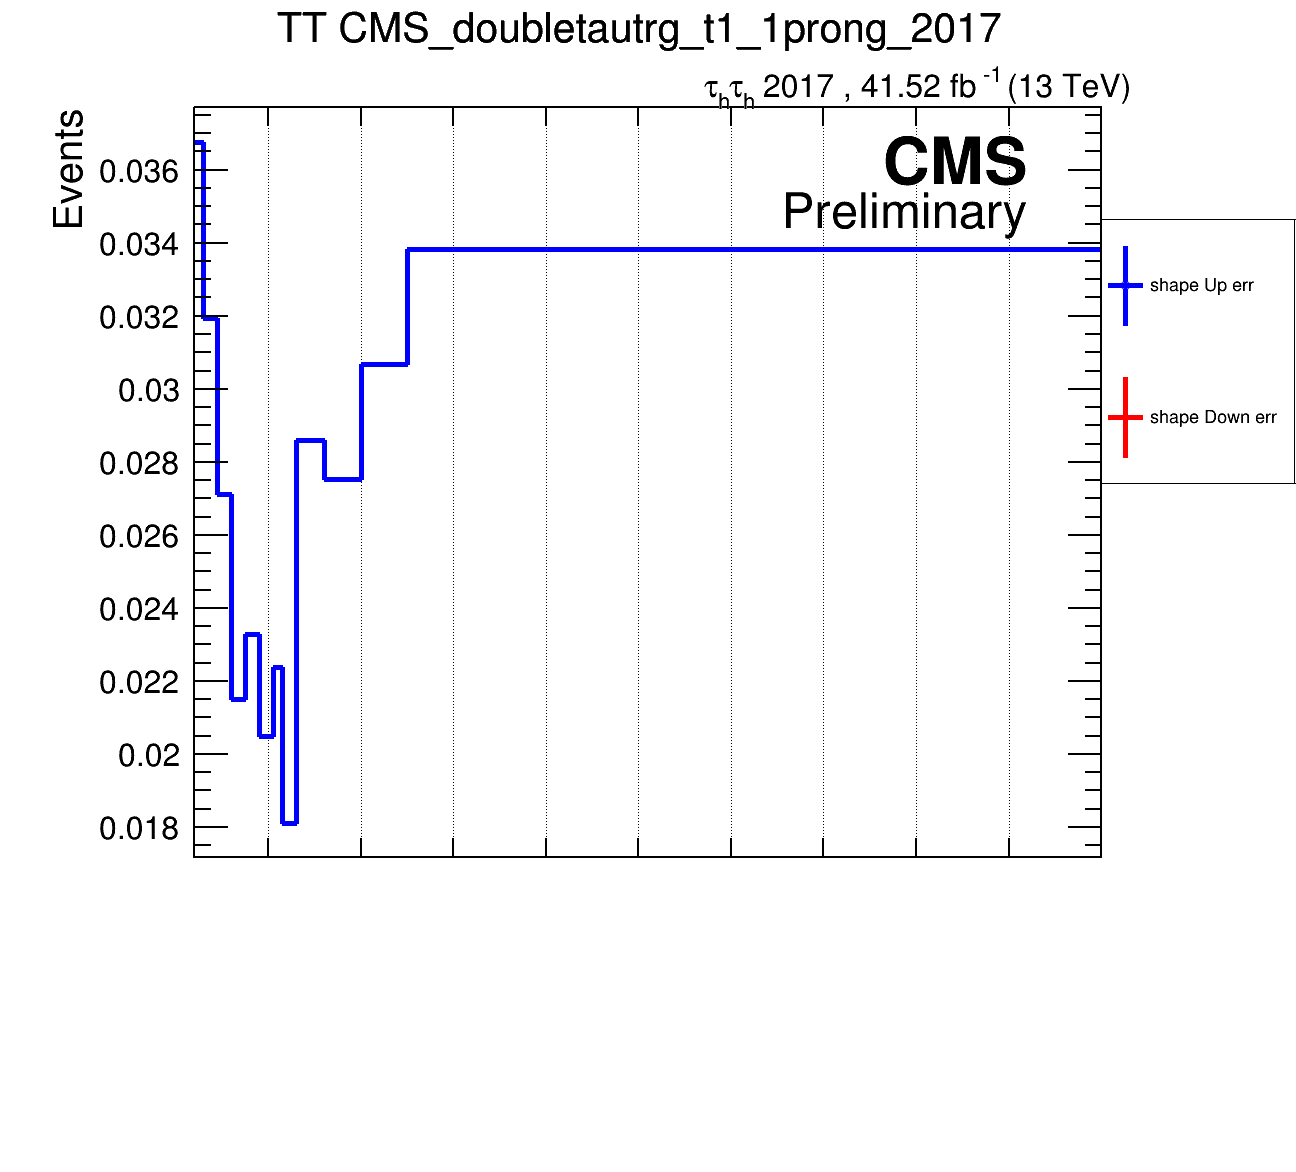 TT CMS_doubletautrg_t1_1prong_2017
τhτh 2017 , 41.52 fb -1 (13 TeV)
Events
CMS
Preliminary
0.036
0.034
0.032
0.03
0.028
0.026
0.024
0.022
0.02
0.018
shape Up err
shape Down err